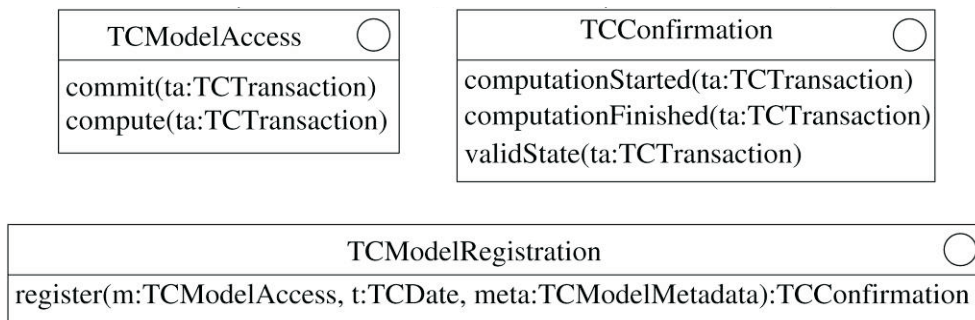 TCModelAccess
commit(ta:TCTransaction)
compute(ta:TCTransaction)
TCConfirmation
computationStarted(ta:TCTransaction)
computationFinished(ta:TCTransaction)
validState(ta:TCTransaction)
TCModelRegistration
register(m:TCModelAccess, t:TCDate, meta:TCModelMetadata):TCConfirmation